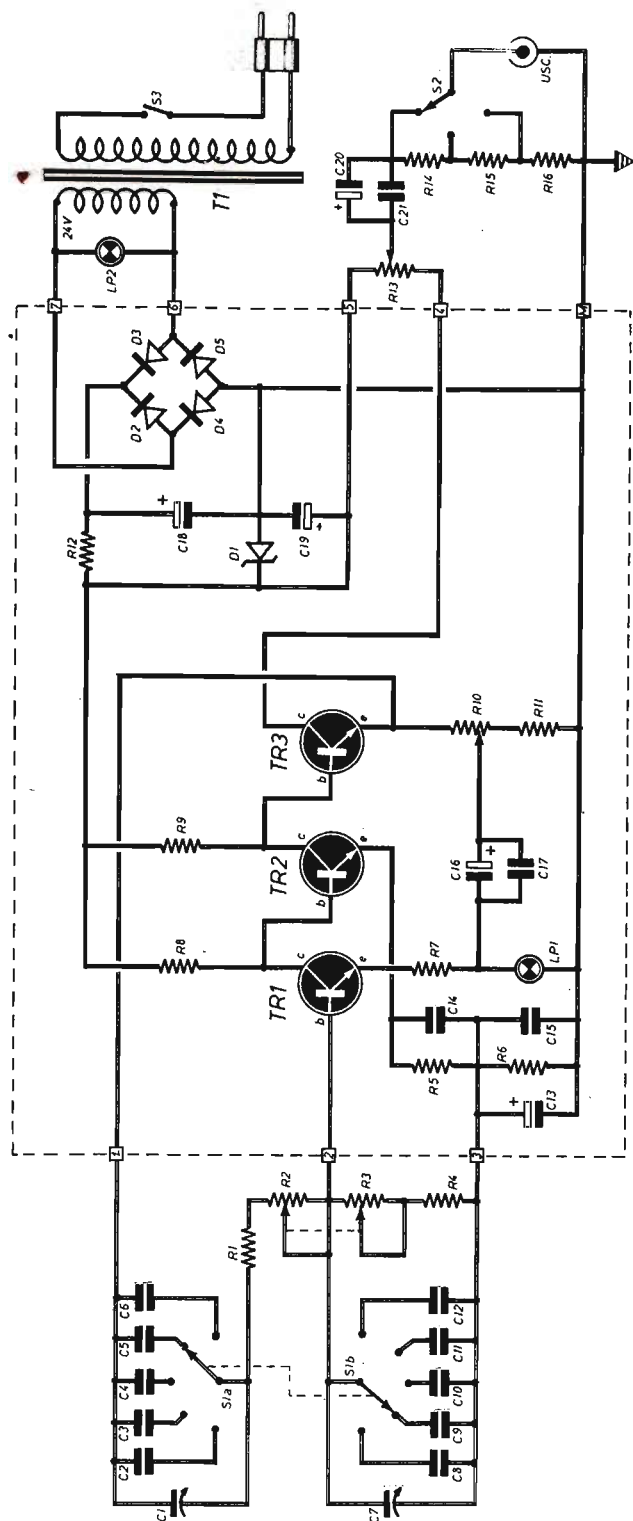 24V
S3
T1
LP2
7
6
D3
D2
D5
D4
R12
C18
+
D1
C19
+
5
C20
+
C21
S2
R13
R14
R15
R16
USC.
4
M
1
C2
C3
C4
C5
C6
C1
S1a
R1
R2
2
R3
R4
R8
R9
TR1
TR2
TR3
c
b
e
c
b
e
c
b
e
S1b
C7
C8
C9
C10
C11
C12
3
R5
C14
R7
C16
+
C17
R10
R11
R6
C13
+
C15
LP1